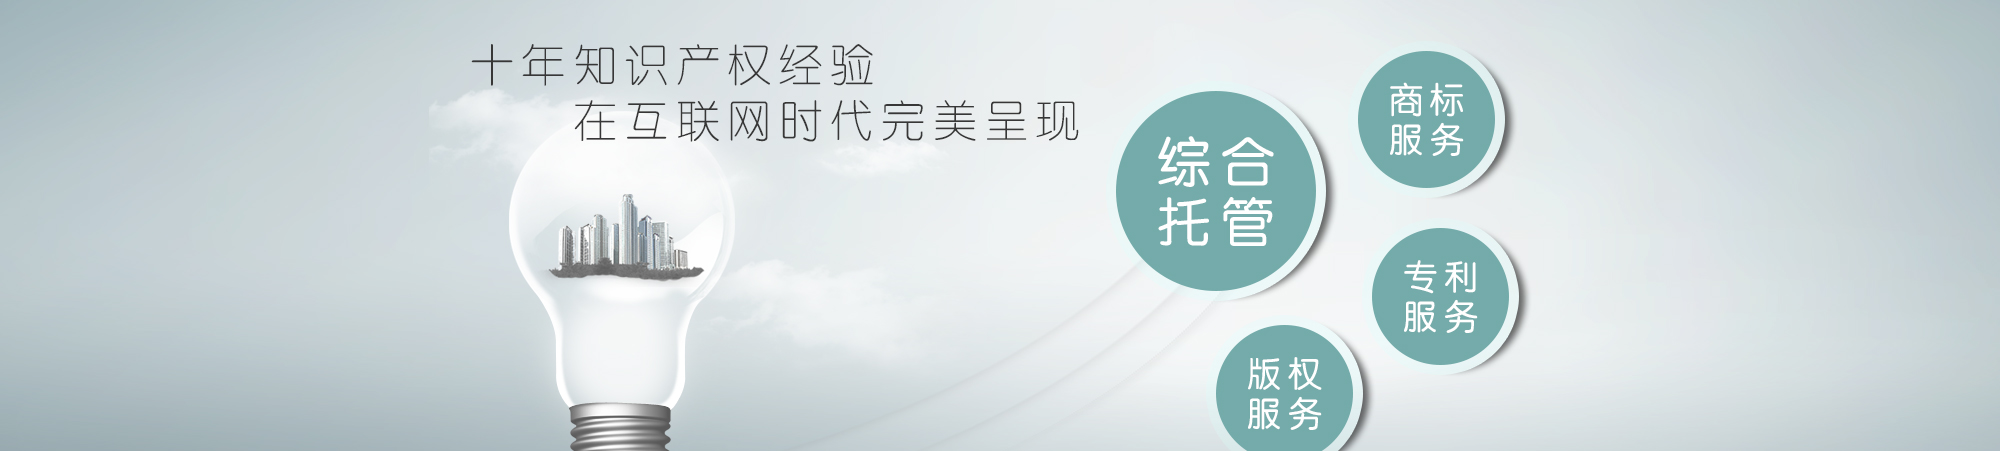 十年知识产权经验
在互联网时代完美呈现
综合
托管
商标
服务
专利
服务
版权
服务